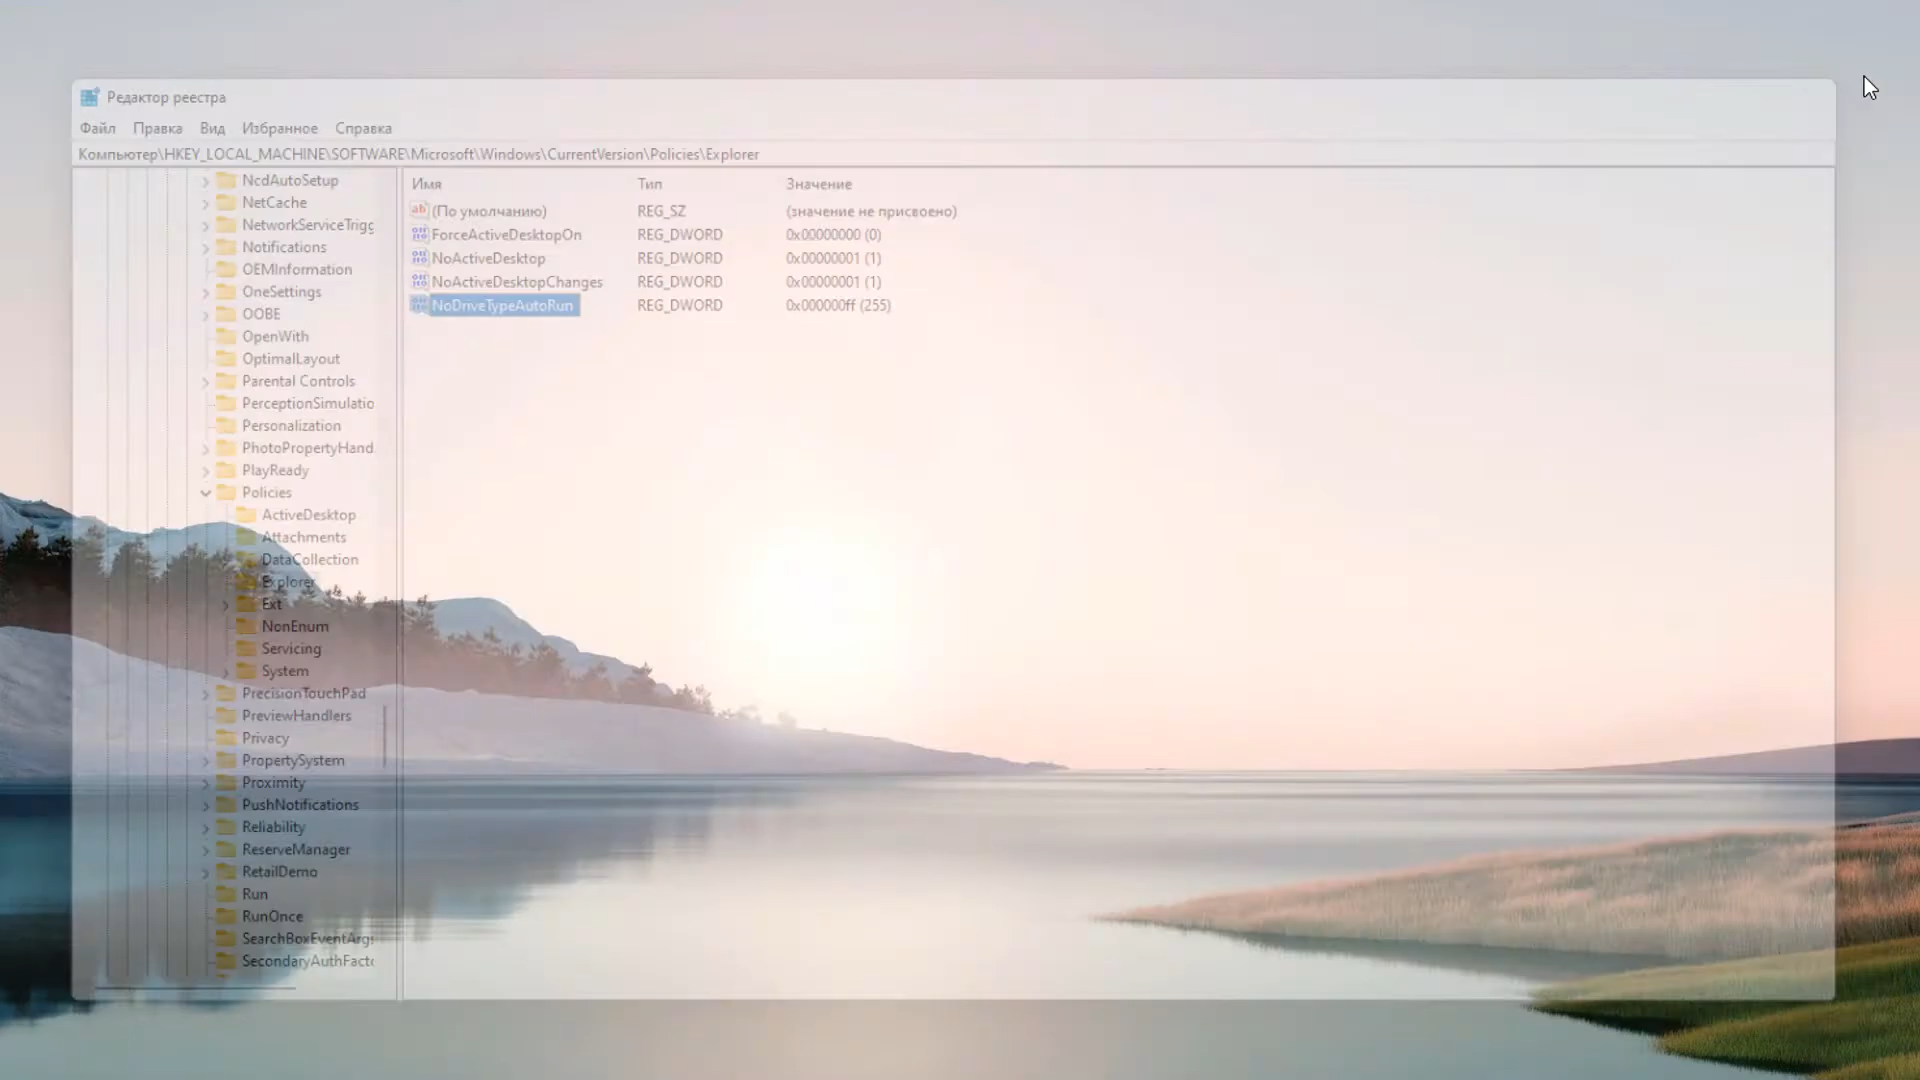 Редактор реестра
Файл Правка Вид Избранное Справка
Компьютер\HKEY_LOCAL_MACHINE\SOFTWARE\Microsoft\Windows\CurrentVersion\Policies\Explorer
NcdAutoSetup
NetCache
NetworkServiceTrigg
Notifications
OEMInformation
OneSettings
OOBE
OpenWith
OptimalLayout
Parental Controls
PerceptionSimulatio
Personalization
PhotoPropertyHand
PlayReady
Policies
ActiveDesktop
Attachments
DataCollection
Explorer
Ext
NonEnum
Servicing
System
PrecisionTouchPad
PreviewHandlers
Privacy
PropertySystem
Proximity
PushNotifications
Reliability
ReserveManager
RetailDemo
Run
RunOnce
SearchBoxEventArgs
SecondaryAuthFacto
Имя Тип Значение
(По умолчанию) REG_SZ (значение не присвоено)
ForceActiveDesktopOn REG_DWORD 0x00000000 (0)
NoActiveDesktop REG_DWORD 0x00000001 (1)
NoActiveDesktopChanges REG_DWORD 0x00000001 (1)
NoDriveTypeAutoRun REG_DWORD 0x000000ff (255)